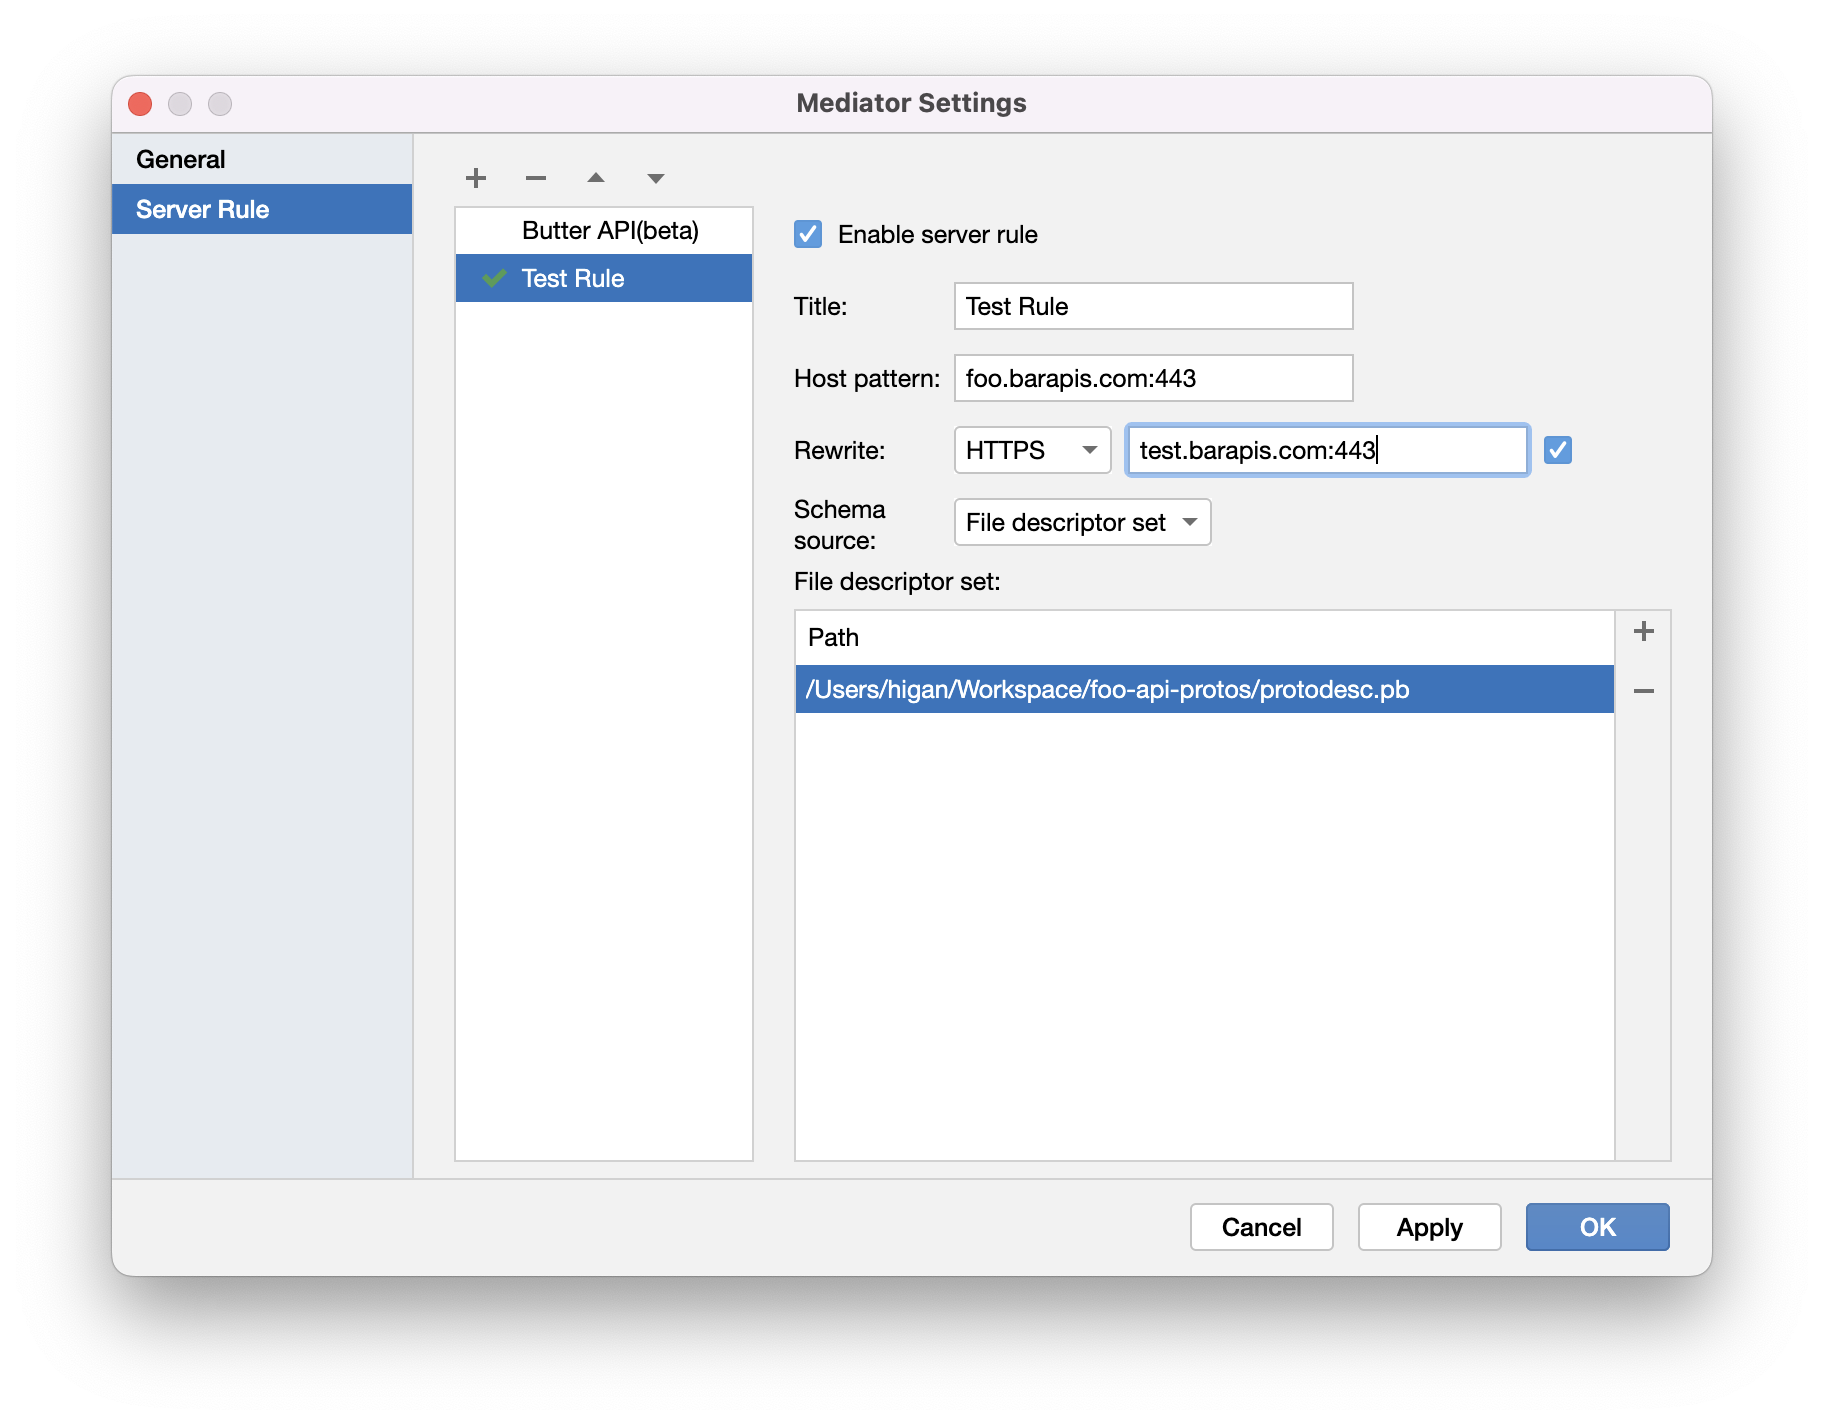 Mediator Settings
General
Server Rule
Butter API(beta)
Test Rule
Enable server rule
Title:
Test Rule
Host pattern:
foo.barapis.com:443
Rewrite:
HTTPS
test.barapis.com:443
Schema
source:
File descriptor set
File descriptor set:
Path
/Users/higan/Workspace/foo-api-protos/protodesc.pb
Cancel
Apply
OK